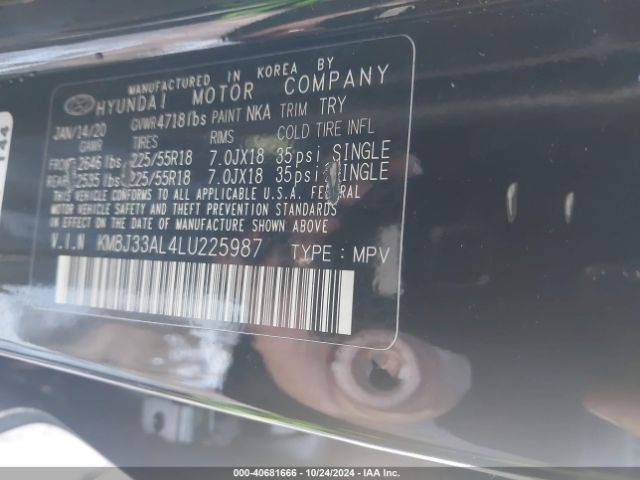 MANUFACTURED IN KOREA BY
HYUNDAI MOTOR COMPANY
JAN/14/20 GVWR 4718lbs PAINT NKA TRIM TRY
GAWR TIRES RIMS COLD TIRE INFL
FRONT 2646 lbs 225/55R18 7.0JX18 35psi SINGLE
REAR 2535 lbs 225/55R18 7.0JX18 35psi SINGLE
THIS VEHICLE CONFORMS TO ALL APPLICABLE U.S.A. FEDERAL
MOTOR VEHICLE SAFETY AND THEFT PREVENTION STANDARDS
IN EFFECT ON THE DATE OF MANUFACTURE SHOWN ABOVE
V.I.N KM8J33AL4LU225987 TYPE : MPV
000-40681666 - 10/24/2024 - IAA Inc.